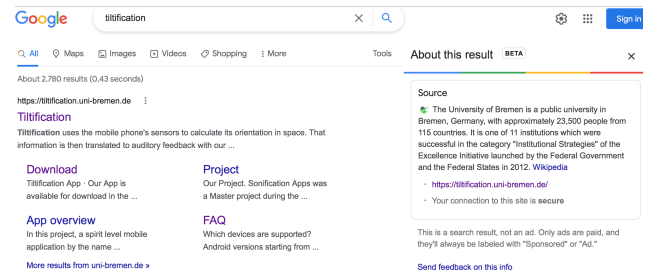 Google
tiltification
Sign in
All
Maps
Images
Videos
Shopping
More
Tools
About 2.780 results (0,43 seconds)
https://tiltification.uni-bremen.de
Tiltification
Tiltification uses the mobile phone's sensors to calculate its orientation in space. That
information is then translated to auditory feedback with our ...
Download
Tiltification App · Our App is
available for download in the ...
Project
Our Project. Sonification Apps was
a Master project during the ...
App overview
In this project, a spirit level mobile
application by the name ...
FAQ
Which devices are supported?
Android versions starting from ...
More results from uni-bremen.de »
About this result BETA
Source
The University of Bremen is a public university in
Bremen, Germany, with approximately 23,500 people from
115 countries. It is one of 11 institutions which were
successful in the category "Institutional Strategies" of the
Excellence Initiative launched by the Federal Government
and the Federal States in 2012. Wikipedia
· https://tiltification.uni-bremen.de/
· Your connection to this site is secure
This is a search result, not an ad. Only ads are paid, and
they'll always be labeled with "Sponsored" or "Ad."
Send feedback on this info